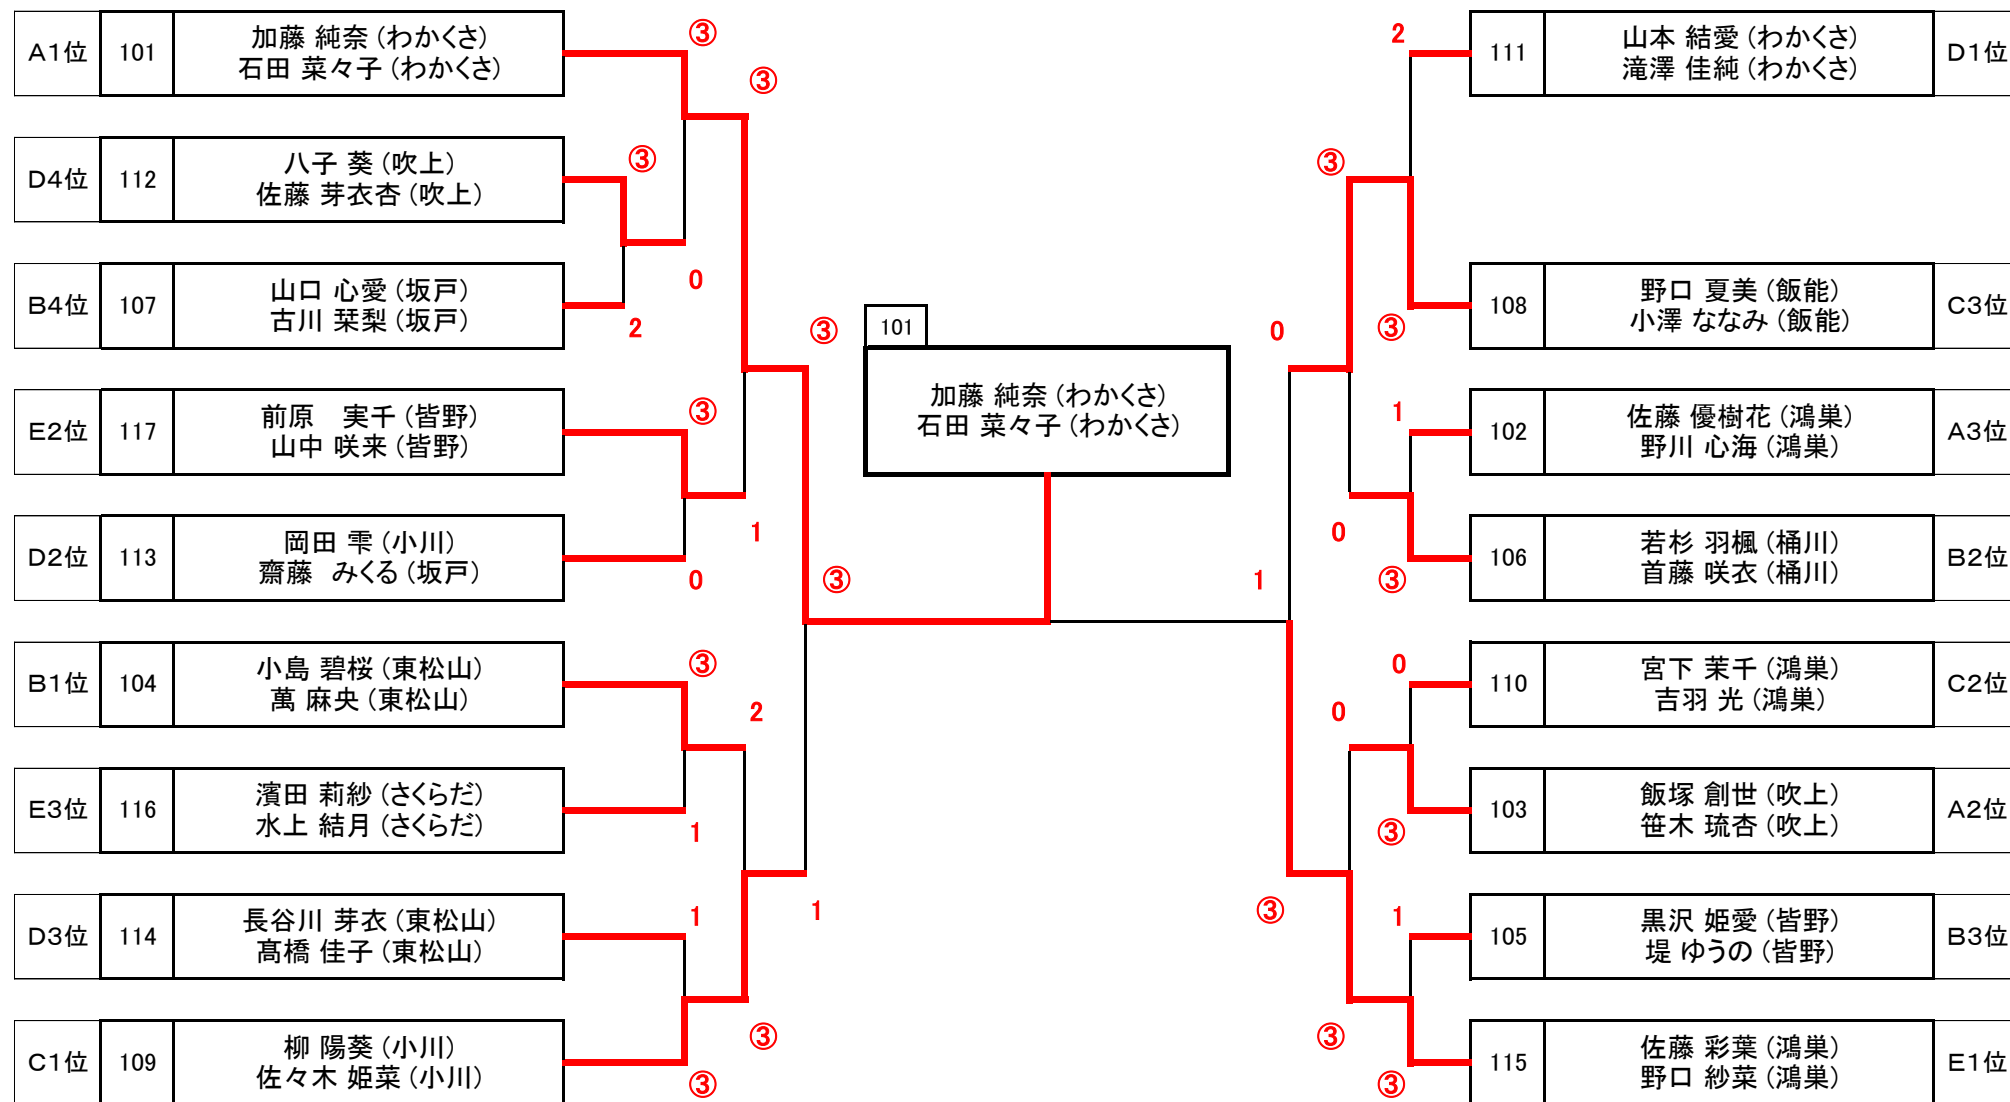 A1位 101 加藤 純奈 (わかくさ)
石田 菜々子 (わかくさ)
③
③
D4位 112 八子 葵 (吹上)
佐藤 芽衣杏 (吹上)
③
0
B4位 107 山口 心愛 (坂戸)
古川 栞梨 (坂戸)
2
③
E2位 117 前原　実千 (皆野)
山中 咲来 (皆野)
③
1
D2位 113 岡田 雫 (小川)
齋藤　みくる (坂戸)
0
③
B1位 104 小島 碧桜 (東松山)
萬 麻央 (東松山)
③
2
E3位 116 濱田 莉紗 (さくらだ)
水上 結月 (さくらだ)
1
D3位 114 長谷川 芽衣 (東松山)
髙橋 佳子 (東松山)
1
1
C1位 109 柳 陽葵 (小川)
佐々木 姫菜 (小川)
③
③
101
加藤 純奈 (わかくさ)
石田 菜々子 (わかくさ)
2
111 山本 結愛 (わかくさ) D1位
滝澤 佳純 (わかくさ)
③
0
③
108 野口 夏美 (飯能) C3位
小澤 ななみ (飯能)
1
102 佐藤 優樹花 (鴻巣) A3位
野川 心海 (鴻巣)
0
1
③
106 若杉 羽楓 (桶川) B2位
首藤 咲衣 (桶川)
0
0
110 宮下 茉千 (鴻巣) C2位
吉羽 光 (鴻巣)
③
103 飯塚 創世 (吹上) A2位
笹木 琉杏 (吹上)
③
1
105 黒沢 姫愛 (皆野) B3位
堤 ゆうの (皆野)
③
③
115 佐藤 彩葉 (鴻巣) E1位
野口 紗菜 (鴻巣)